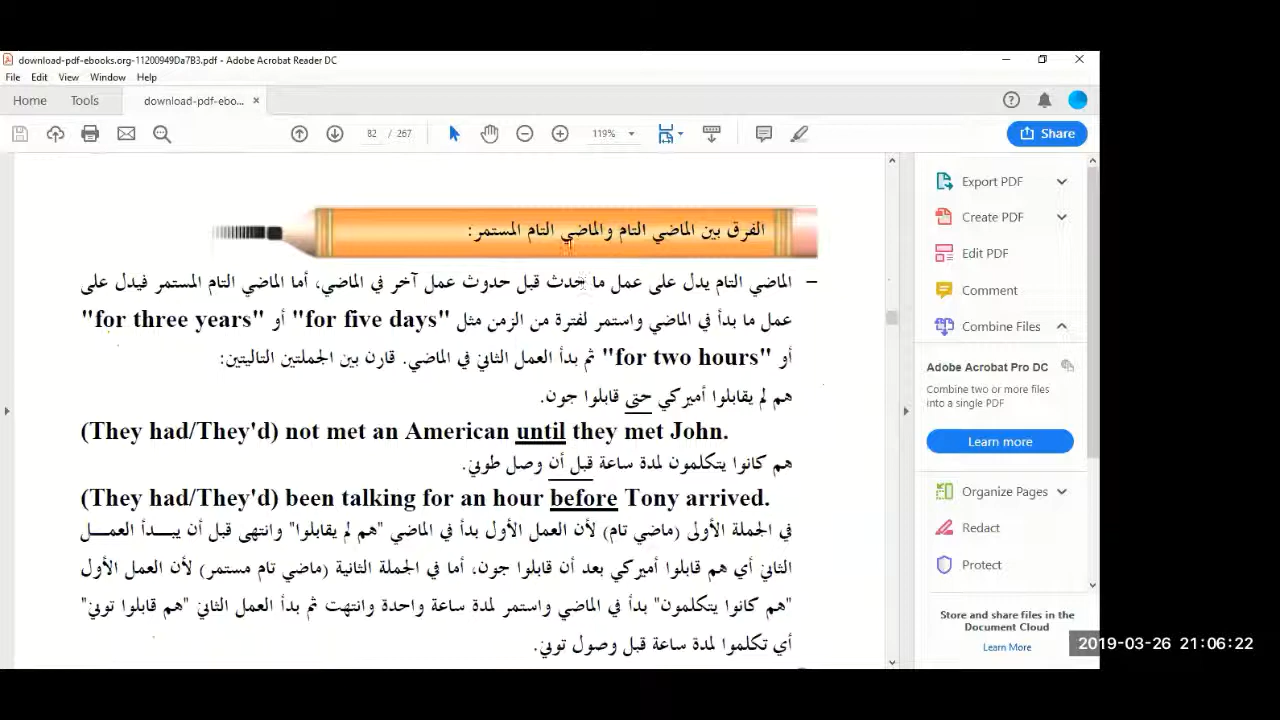 download-pdf-ebooks.org-11200949Da7B3.pdf - Adobe Acrobat Reader DC
File Edit View Window Help
Home Tools download-pdf-ebo... ×
82 / 267 119% Share
الفرق بين الماضي التام والماضي التام المستمر:
– الماضي التام يدل على عمل ما حدث قبل حدوث عمل آخر في الماضي، أما الماضي التام المستمر فيدل على
عمل ما بدأ في الماضي واستمر لفترة من الزمن مثل "for five days" أو "for three years"
أو "for two hours" ثم بدأ العمل الثاني في الماضي. قارن بين الجملتين التاليتين:
هم لم يقابلوا أميركي حتى قابلوا جون.
(They had/They'd) not met an American until they met John.
هم كانوا يتكلمون لمدة ساعة قبل أن وصل طوني.
(They had/They'd) been talking for an hour before Tony arrived.
في الجملة الأولى (ماضي تام) لأن العمل الأول بدأ في الماضي "هم لم يقابلوا" وانتهى قبل أن يبـــدأ العمـــل
الثاني أي هم قابلوا أميركي بعد أن قابلوا جون، أما في الجملة الثانية (ماضي تام مستمر) لأن العمل الأول
"هم كانوا يتكلمون" بدأ في الماضي واستمر لمدة ساعة واحدة وانتهت ثم بدأ العمل الثاني "هم قابلوا توني"
أي تكلموا لمدة ساعة قبل وصول توني.
Export PDF
Create PDF
Edit PDF
Comment
Combine Files
Adobe Acrobat Pro DC
Combine two or more files
into a single PDF
Learn more
Organize Pages
Redact
Protect
Store and share files in the
Document Cloud
Learn More
2019-03-26 21:06:22